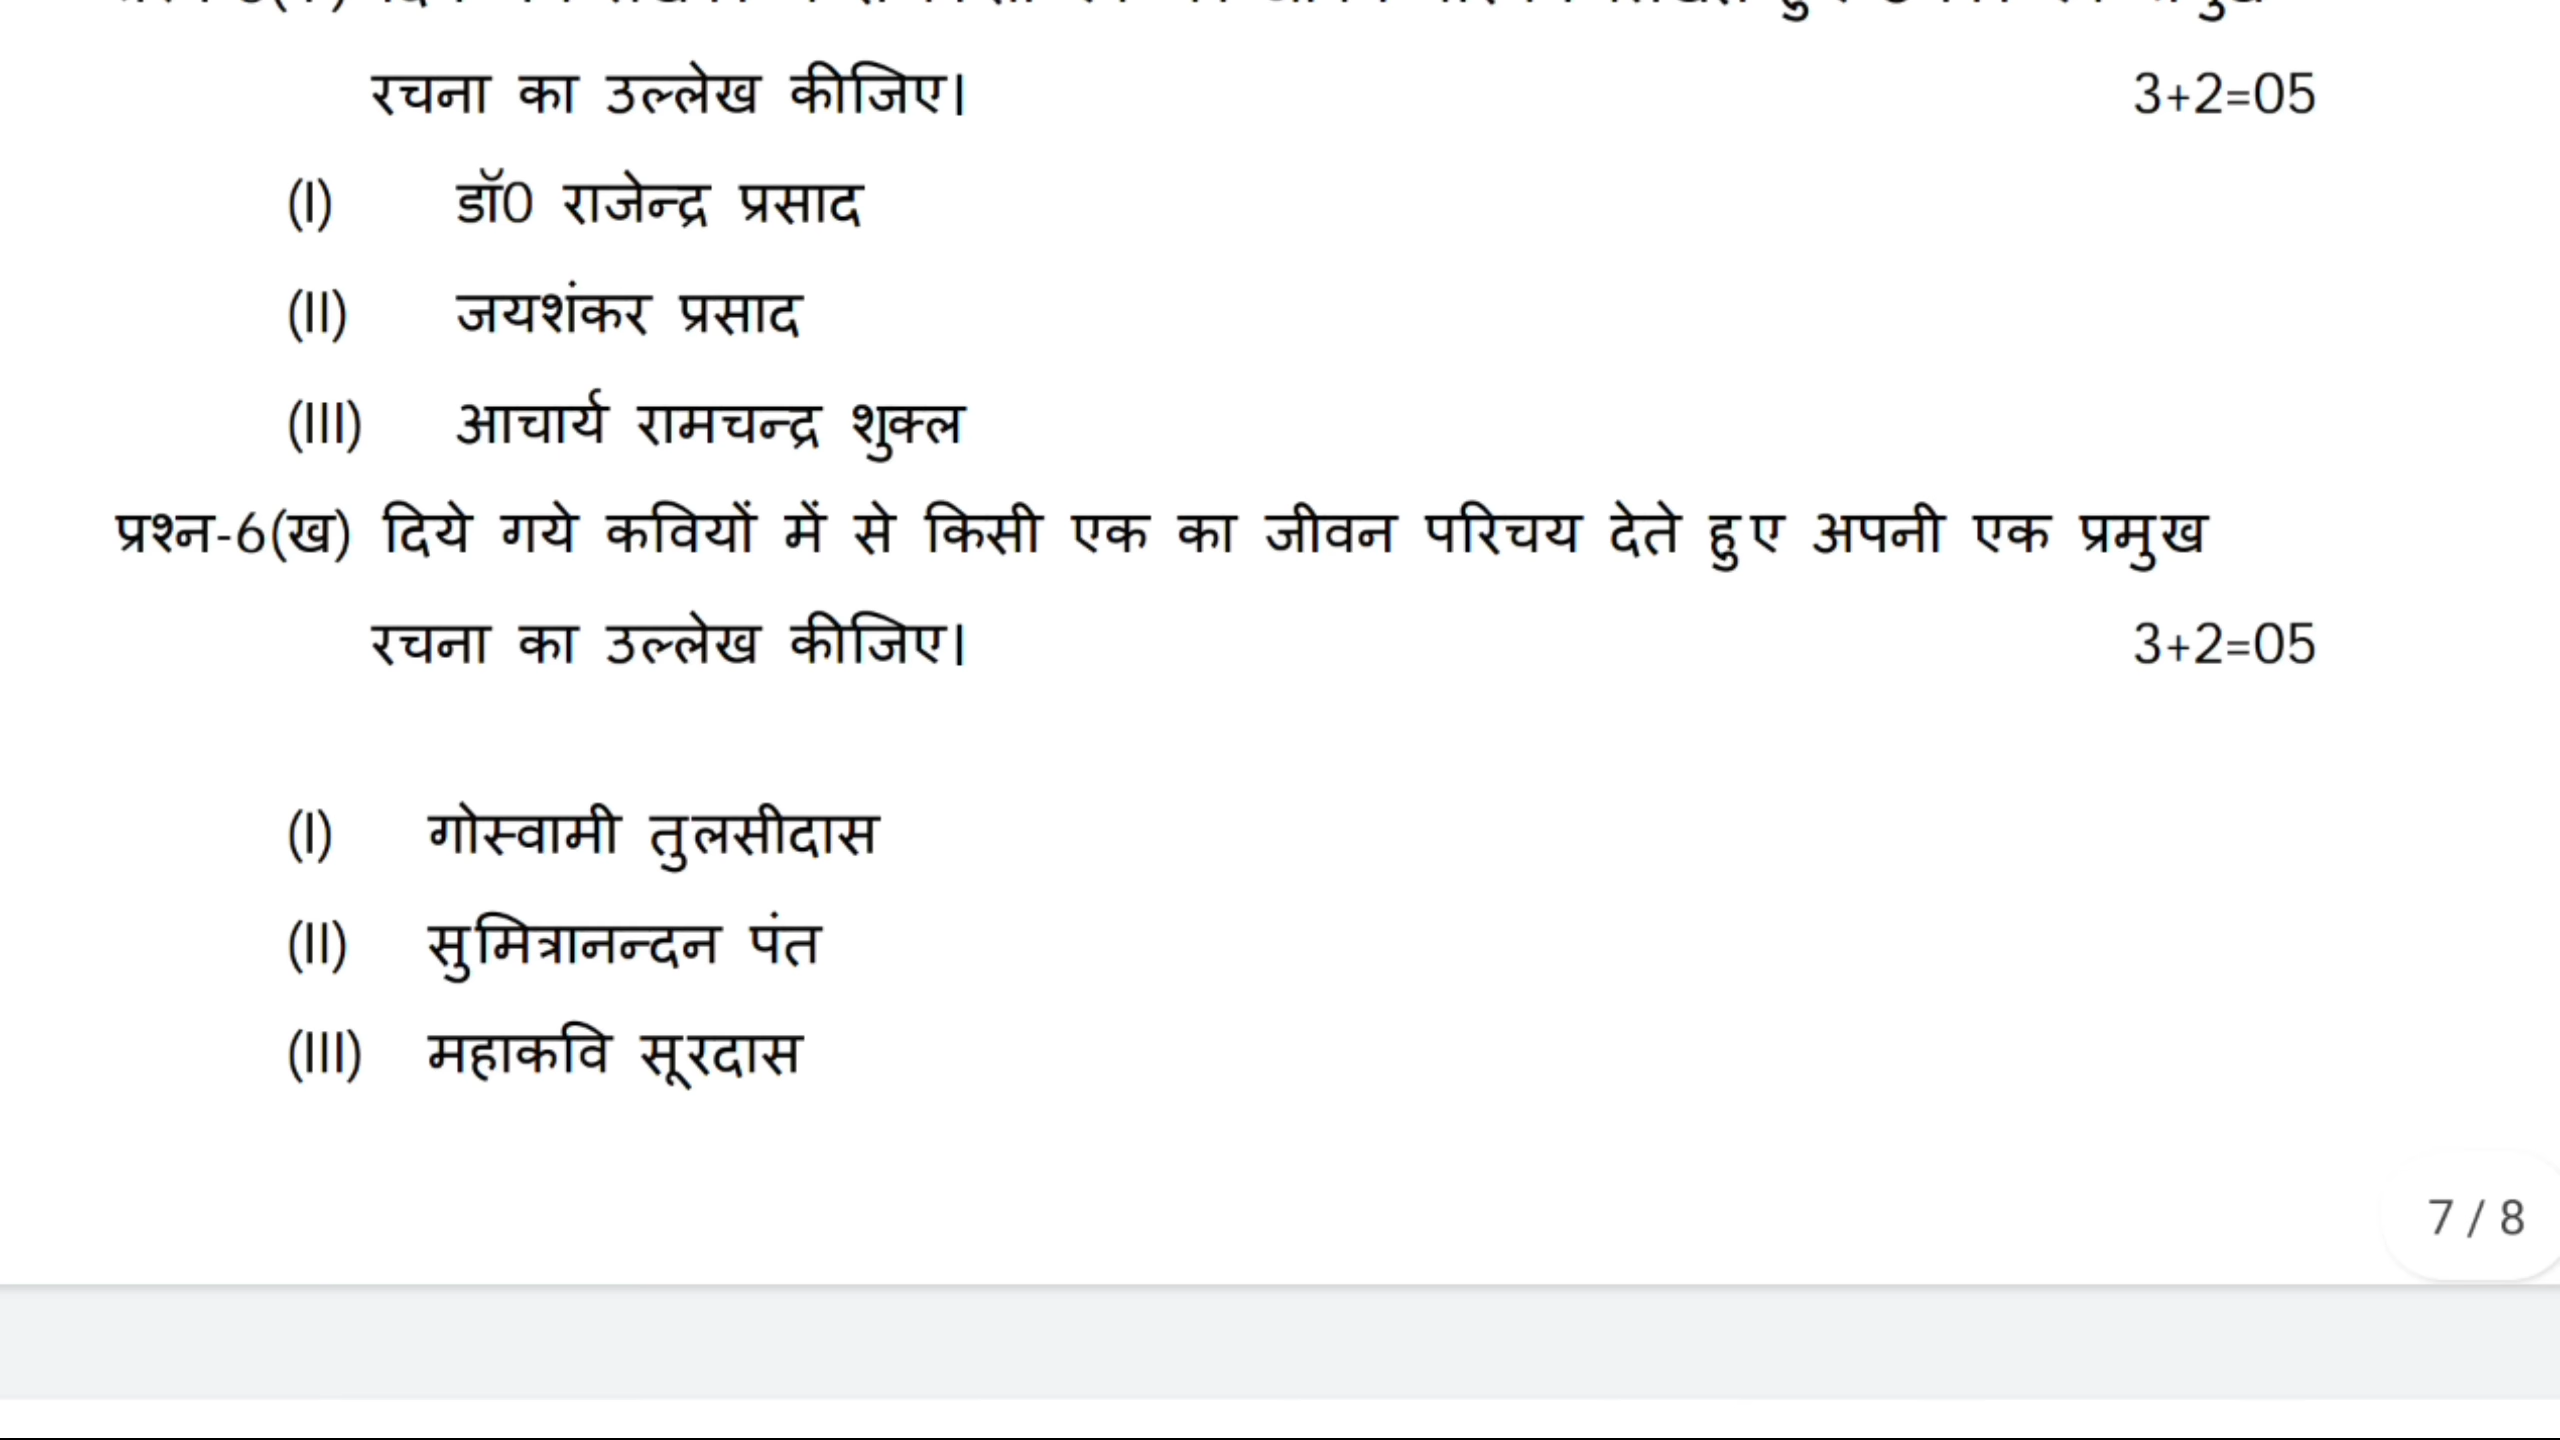 रचना का उल्लेख कीजिए। 3+2=05
(I) डॉ0 राजेन्द्र प्रसाद
(II) जयशंकर प्रसाद
(III) आचार्य रामचन्द्र शुक्ल
प्रश्न-6(ख) दिये गये कवियों में से किसी एक का जीवन परिचय देते हुए अपनी एक प्रमुख
रचना का उल्लेख कीजिए। 3+2=05
(I) गोस्वामी तुलसीदास
(II) सुमित्रानन्दन पंत
(III) महाकवि सूरदास
7 / 8